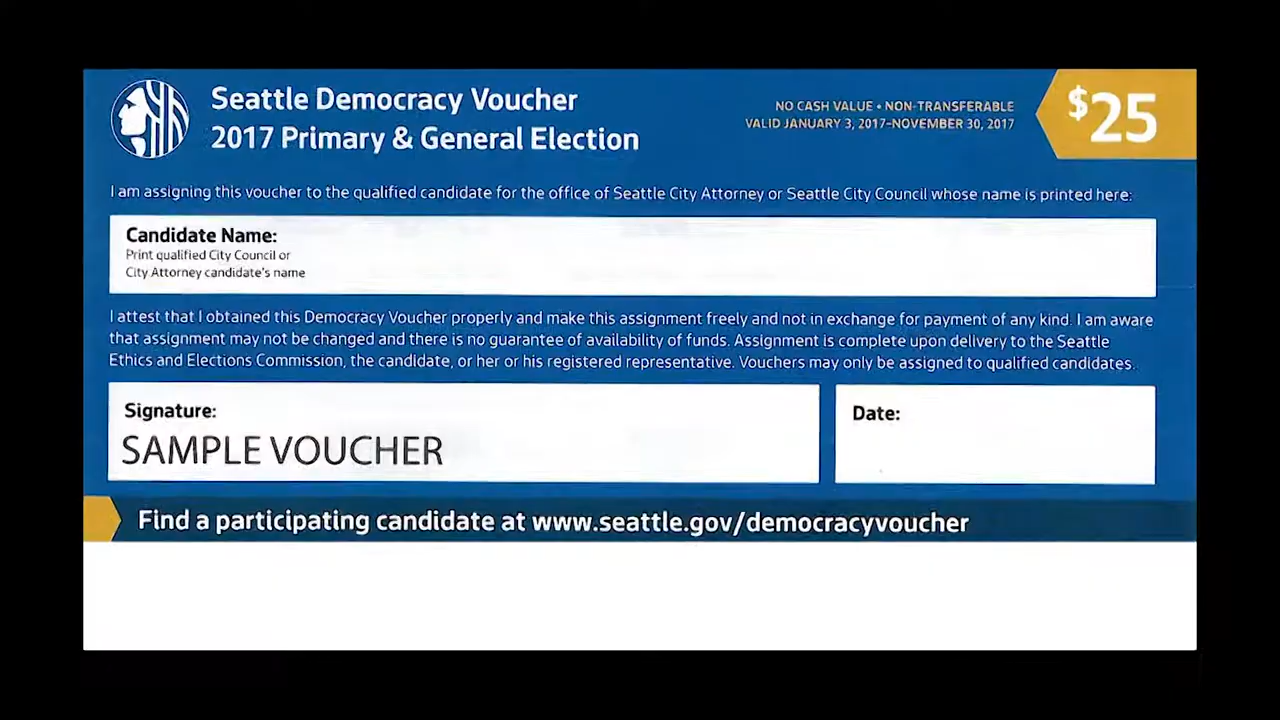 Seattle Democracy Voucher
2017 Primary & General Election
NO CASH VALUE • NON-TRANSFERABLE
VALID JANUARY 3, 2017–NOVEMBER 30, 2017
$25
I am assigning this voucher to the qualified candidate for the office of Seattle City Attorney or Seattle City Council whose name is printed here:
Candidate Name:
Print qualified City Council or
City Attorney candidate's name
I attest that I obtained this Democracy Voucher properly and make this assignment freely and not in exchange for payment of any kind. I am aware
that assignment may not be changed and there is no guarantee of availability of funds. Assignment is complete upon delivery to the Seattle
Ethics and Elections Commission, the candidate, or her or his registered representative. Vouchers may only be assigned to qualified candidates.
Signature:
SAMPLE VOUCHER
Date:
Find a participating candidate at www.seattle.gov/democracyvoucher